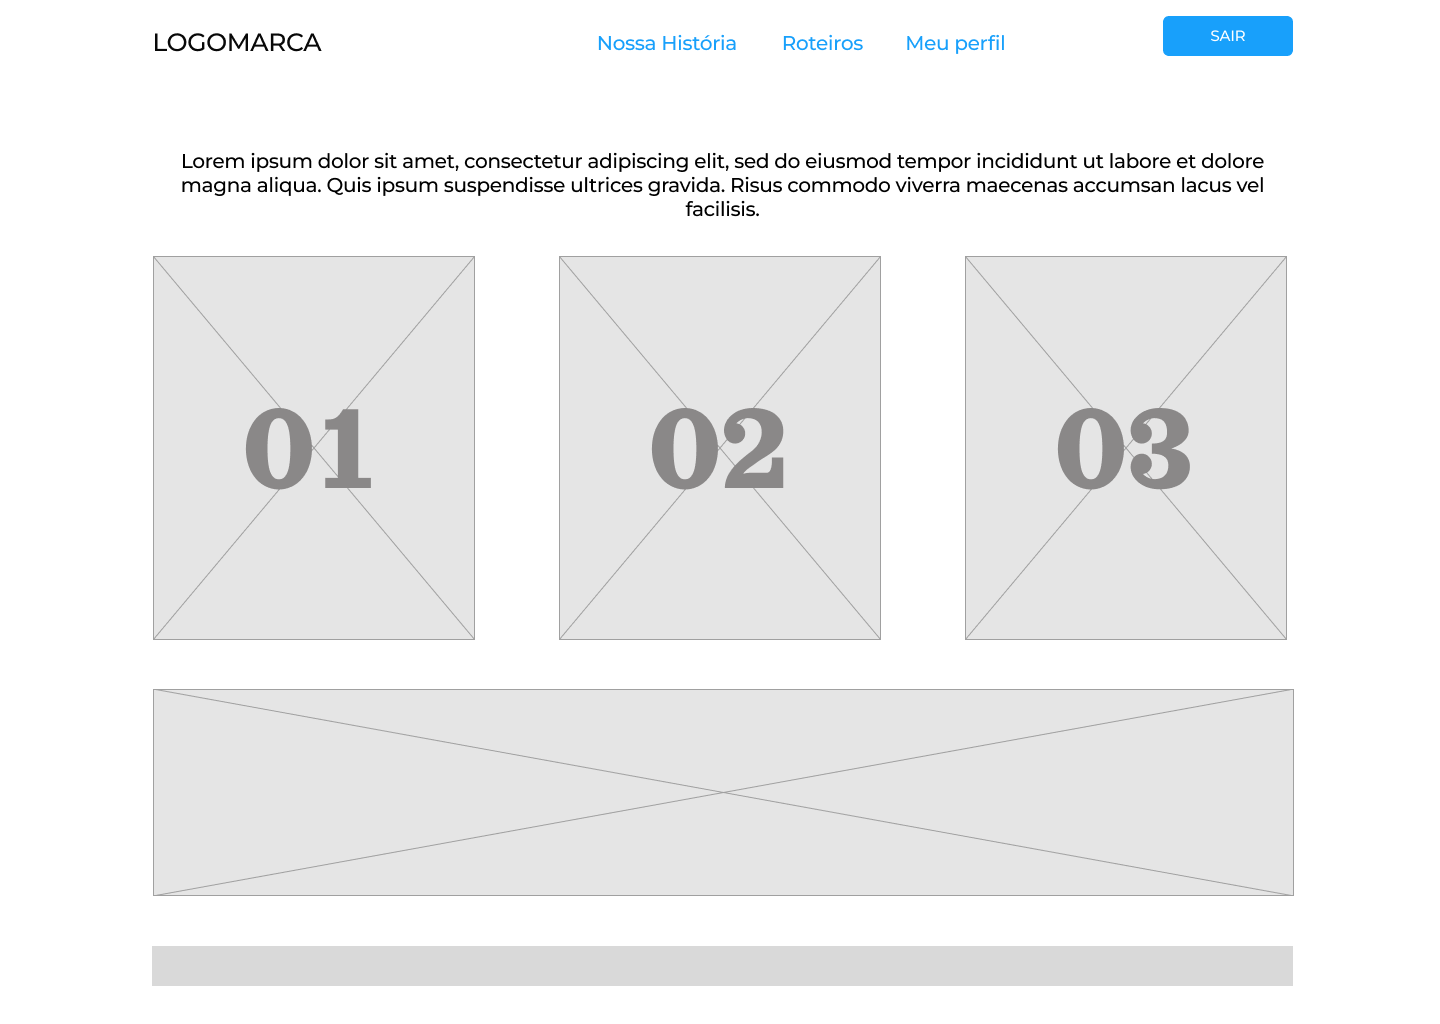 LOGOMARCA
Nossa História
Roteiros
Meu perfil
SAIR
Lorem ipsum dolor sit amet, consectetur adipiscing elit, sed do eiusmod tempor incididunt ut labore et dolore
magna aliqua. Quis ipsum suspendisse ultrices gravida. Risus commodo viverra maecenas accumsan lacus vel
facilisis.
01
02
03